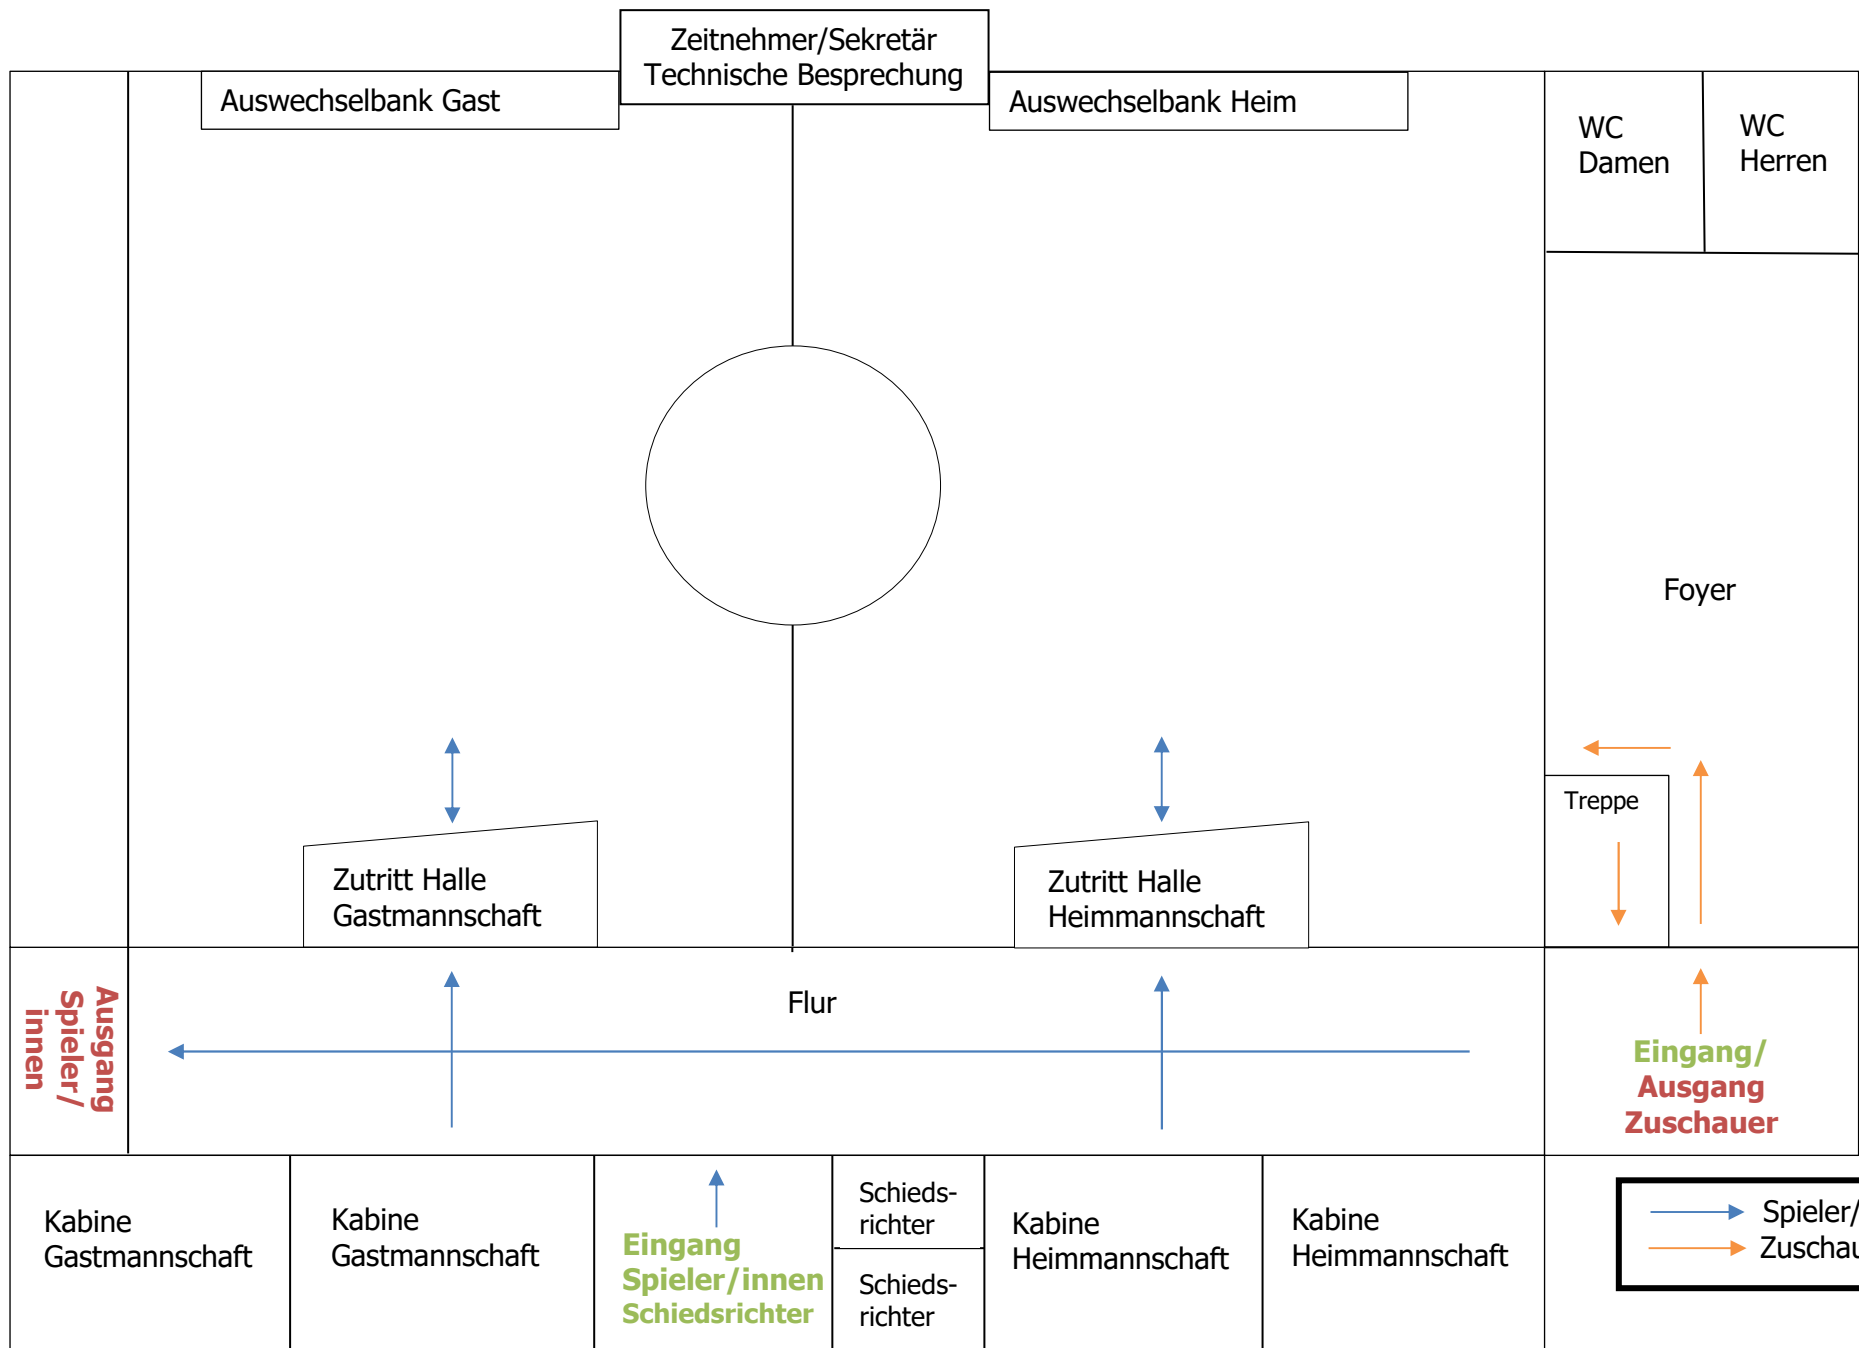 Zeitnehmer/Sekretär
Technische Besprechung
Auswechselbank Gast
Auswechselbank Heim
WC
Damen
WC
Herren
Foyer
Treppe
Zutritt Halle
Gastmannschaft
Zutritt Halle
Heimmannschaft
Ausgang
Spieler/
innen
Flur
Eingang/
Ausgang
Zuschauer
Kabine
Gastmannschaft
Kabine
Gastmannschaft
Eingang
Spieler/innen
Schiedsrichter
Schieds-
richter
Schieds-
richter
Kabine
Heimmannschaft
Kabine
Heimmannschaft
Spieler/